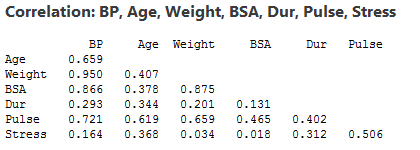 Correlation: BP, Age, Weight, BSA, Dur, Pulse, Stress
BP Age Weight BSA Dur Pulse
Age 0.659
Weight 0.950 0.407
BSA 0.866 0.378 0.875
Dur 0.293 0.344 0.201 0.131
Pulse 0.721 0.619 0.659 0.465 0.402
Stress 0.164 0.368 0.034 0.018 0.312 0.506